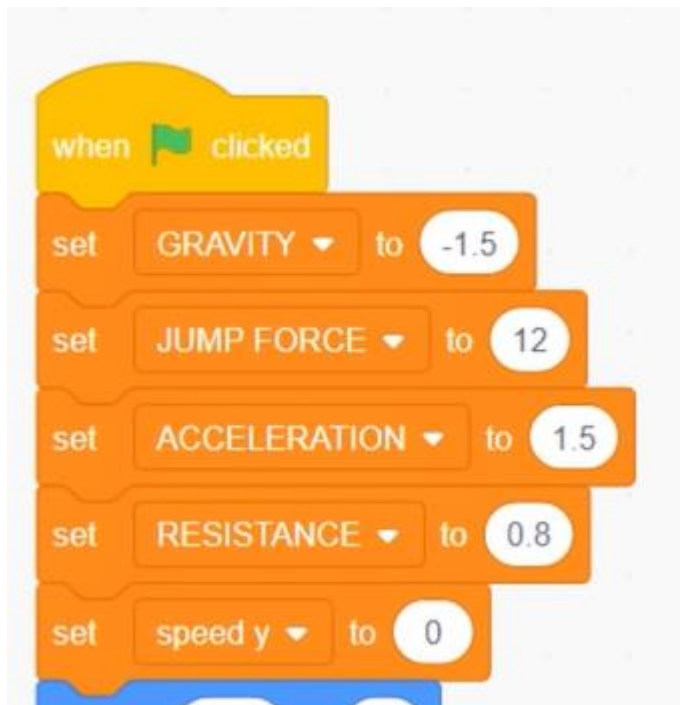 when clicked
set GRAVITY to -1.5
set JUMP FORCE to 12
set ACCELERATION to 1.5
set RESISTANCE to 0.8
set speed y to 0